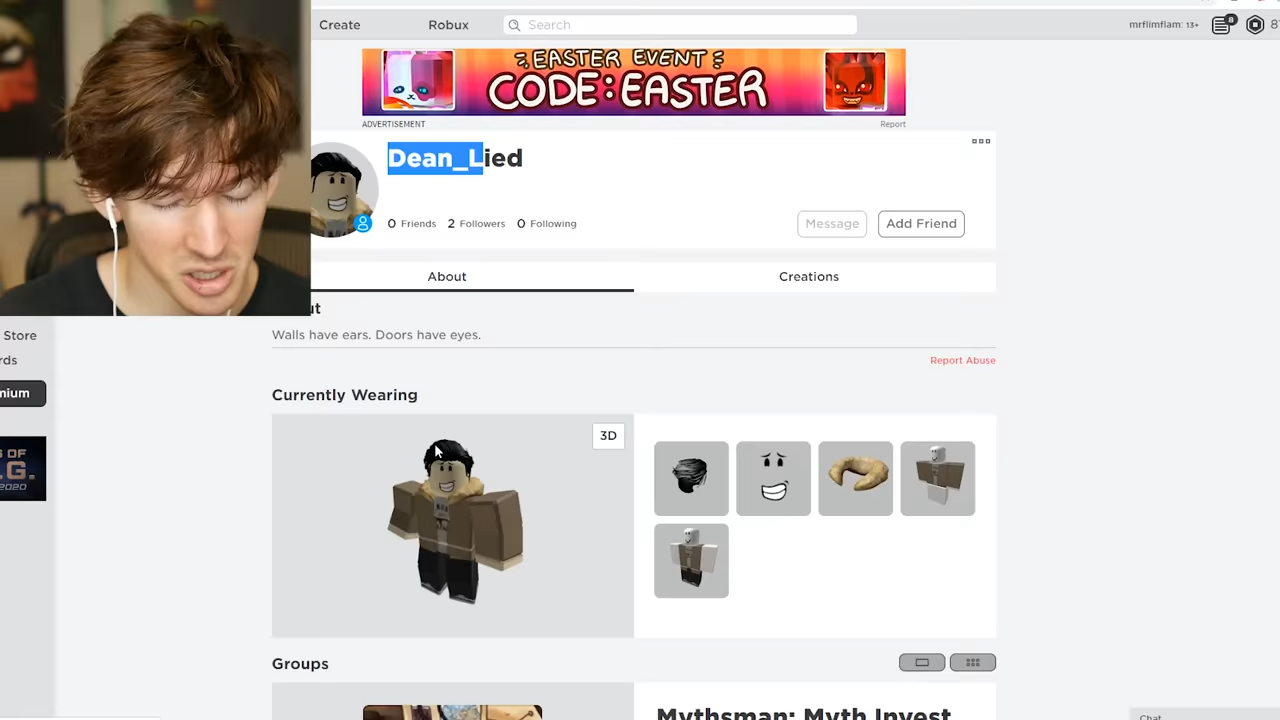 Create
Robux
Search
mrflimflam: 13+
8
EASTER EVENT
CODE:EASTER
ADVERTISEMENT
Report
Dean_Lied
0 Friends
2 Followers
0 Following
Message
Add Friend
About
Creations
Walls have ears. Doors have eyes.
Report Abuse
Store
Currently Wearing
3D
2020
Groups
Mythsman: Myth Invest
Chat